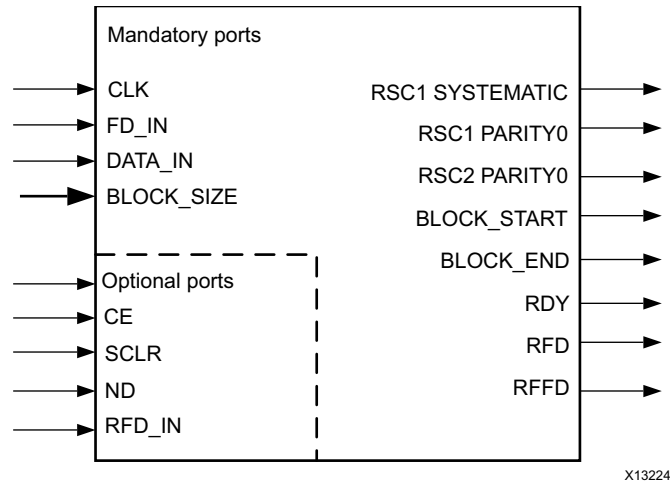 Mandatory ports
CLK
FD_IN
DATA_IN
BLOCK_SIZE
Optional ports
CE
SCLR
ND
RFD_IN
RSC1 SYSTEMATIC
RSC1 PARITY0
RSC2 PARITY0
BLOCK_START
BLOCK_END
RDY
RFD
RFFD
X13224